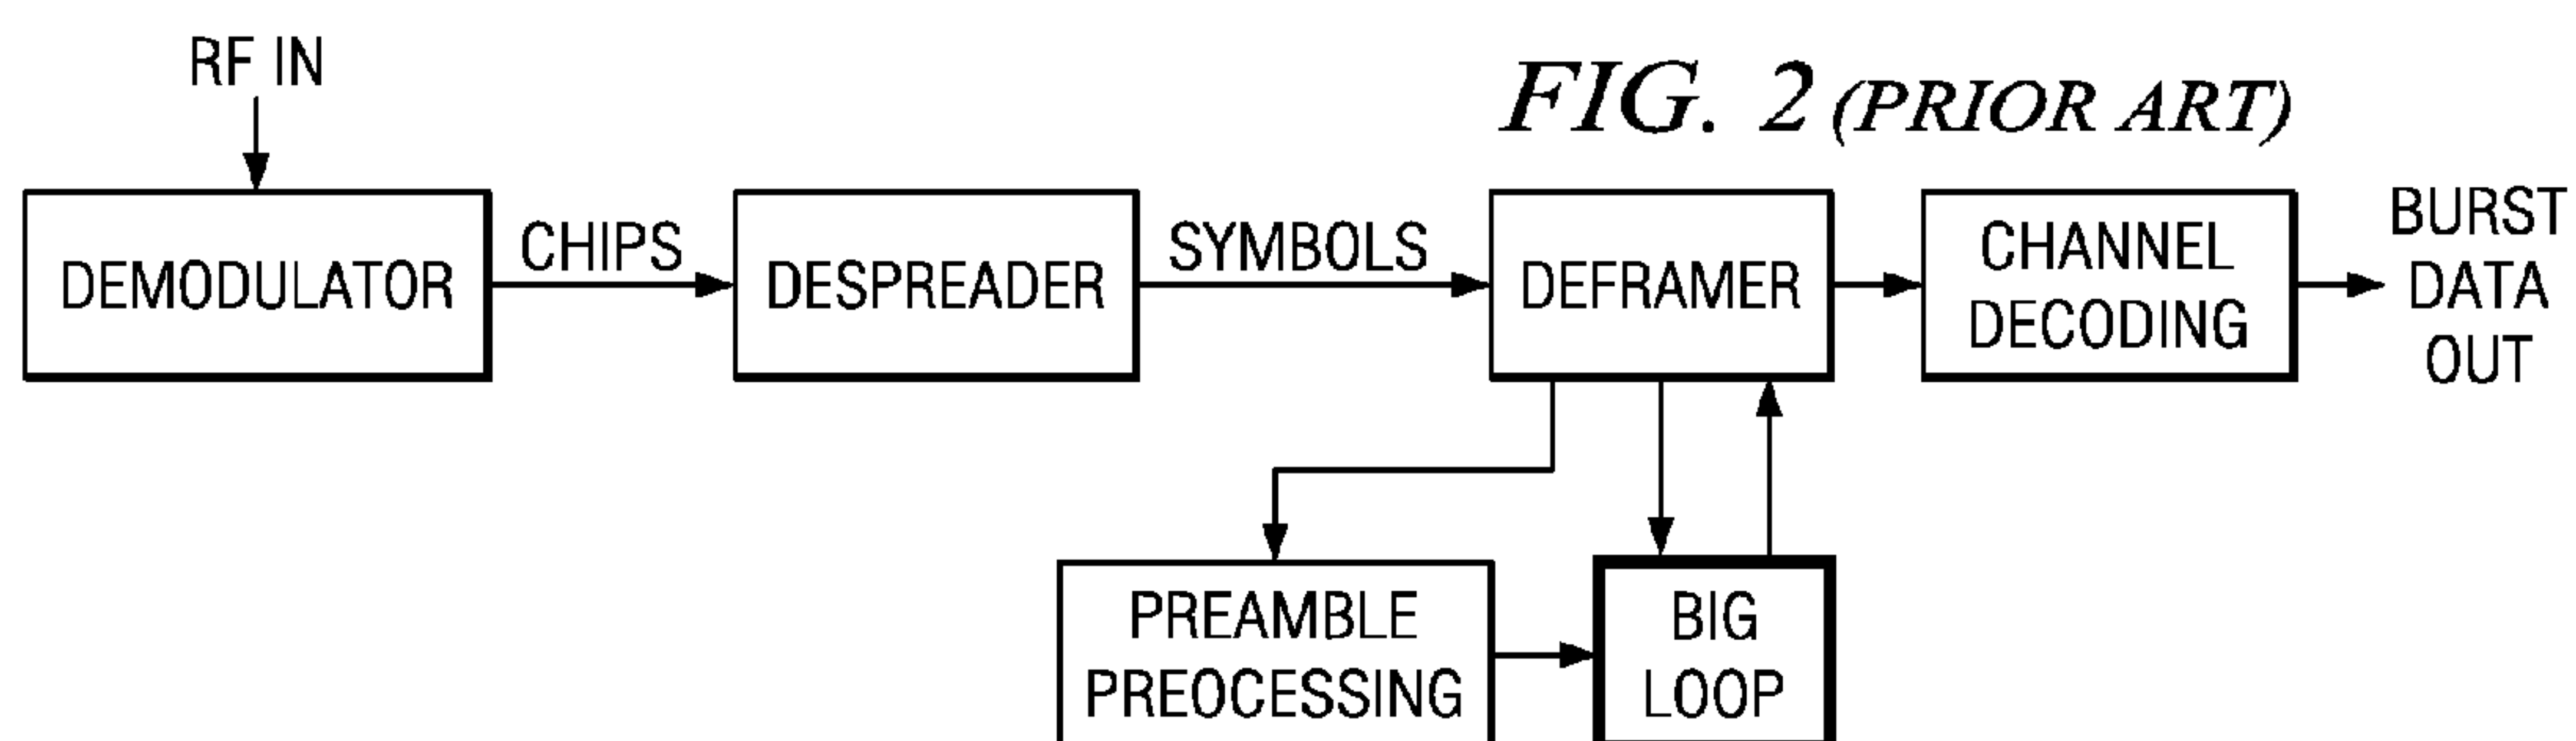 RF IN
FIG. 2 (PRIOR ART)
DEMODULATOR
CHIPS
DESPREADER
SYMBOLS
DEFRAMER
CHANNEL
DECODING
BURST
DATA
OUT
PREAMBLE
PREOCESSING
BIG
LOOP